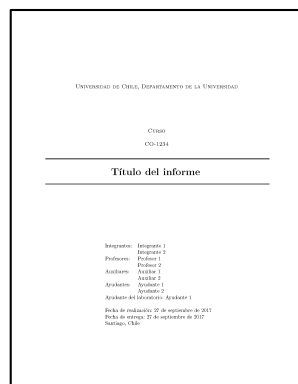 Universidad de Chile, Departamento de la Universidad
Curso
CO-1234
Título del informe
Integrantes: Integrante 1
Integrante 2
Profesores: Profesor 1
Profesor 2
Auxiliares: Auxiliar 1
Auxiliar 2
Ayudantes: Ayudante 1
Ayudante 2
Ayudante del laboratorio: Ayudante 1
Fecha de realización: 27 de septiembre de 2017
Fecha de entrega: 27 de septiembre de 2017
Santiago, Chile